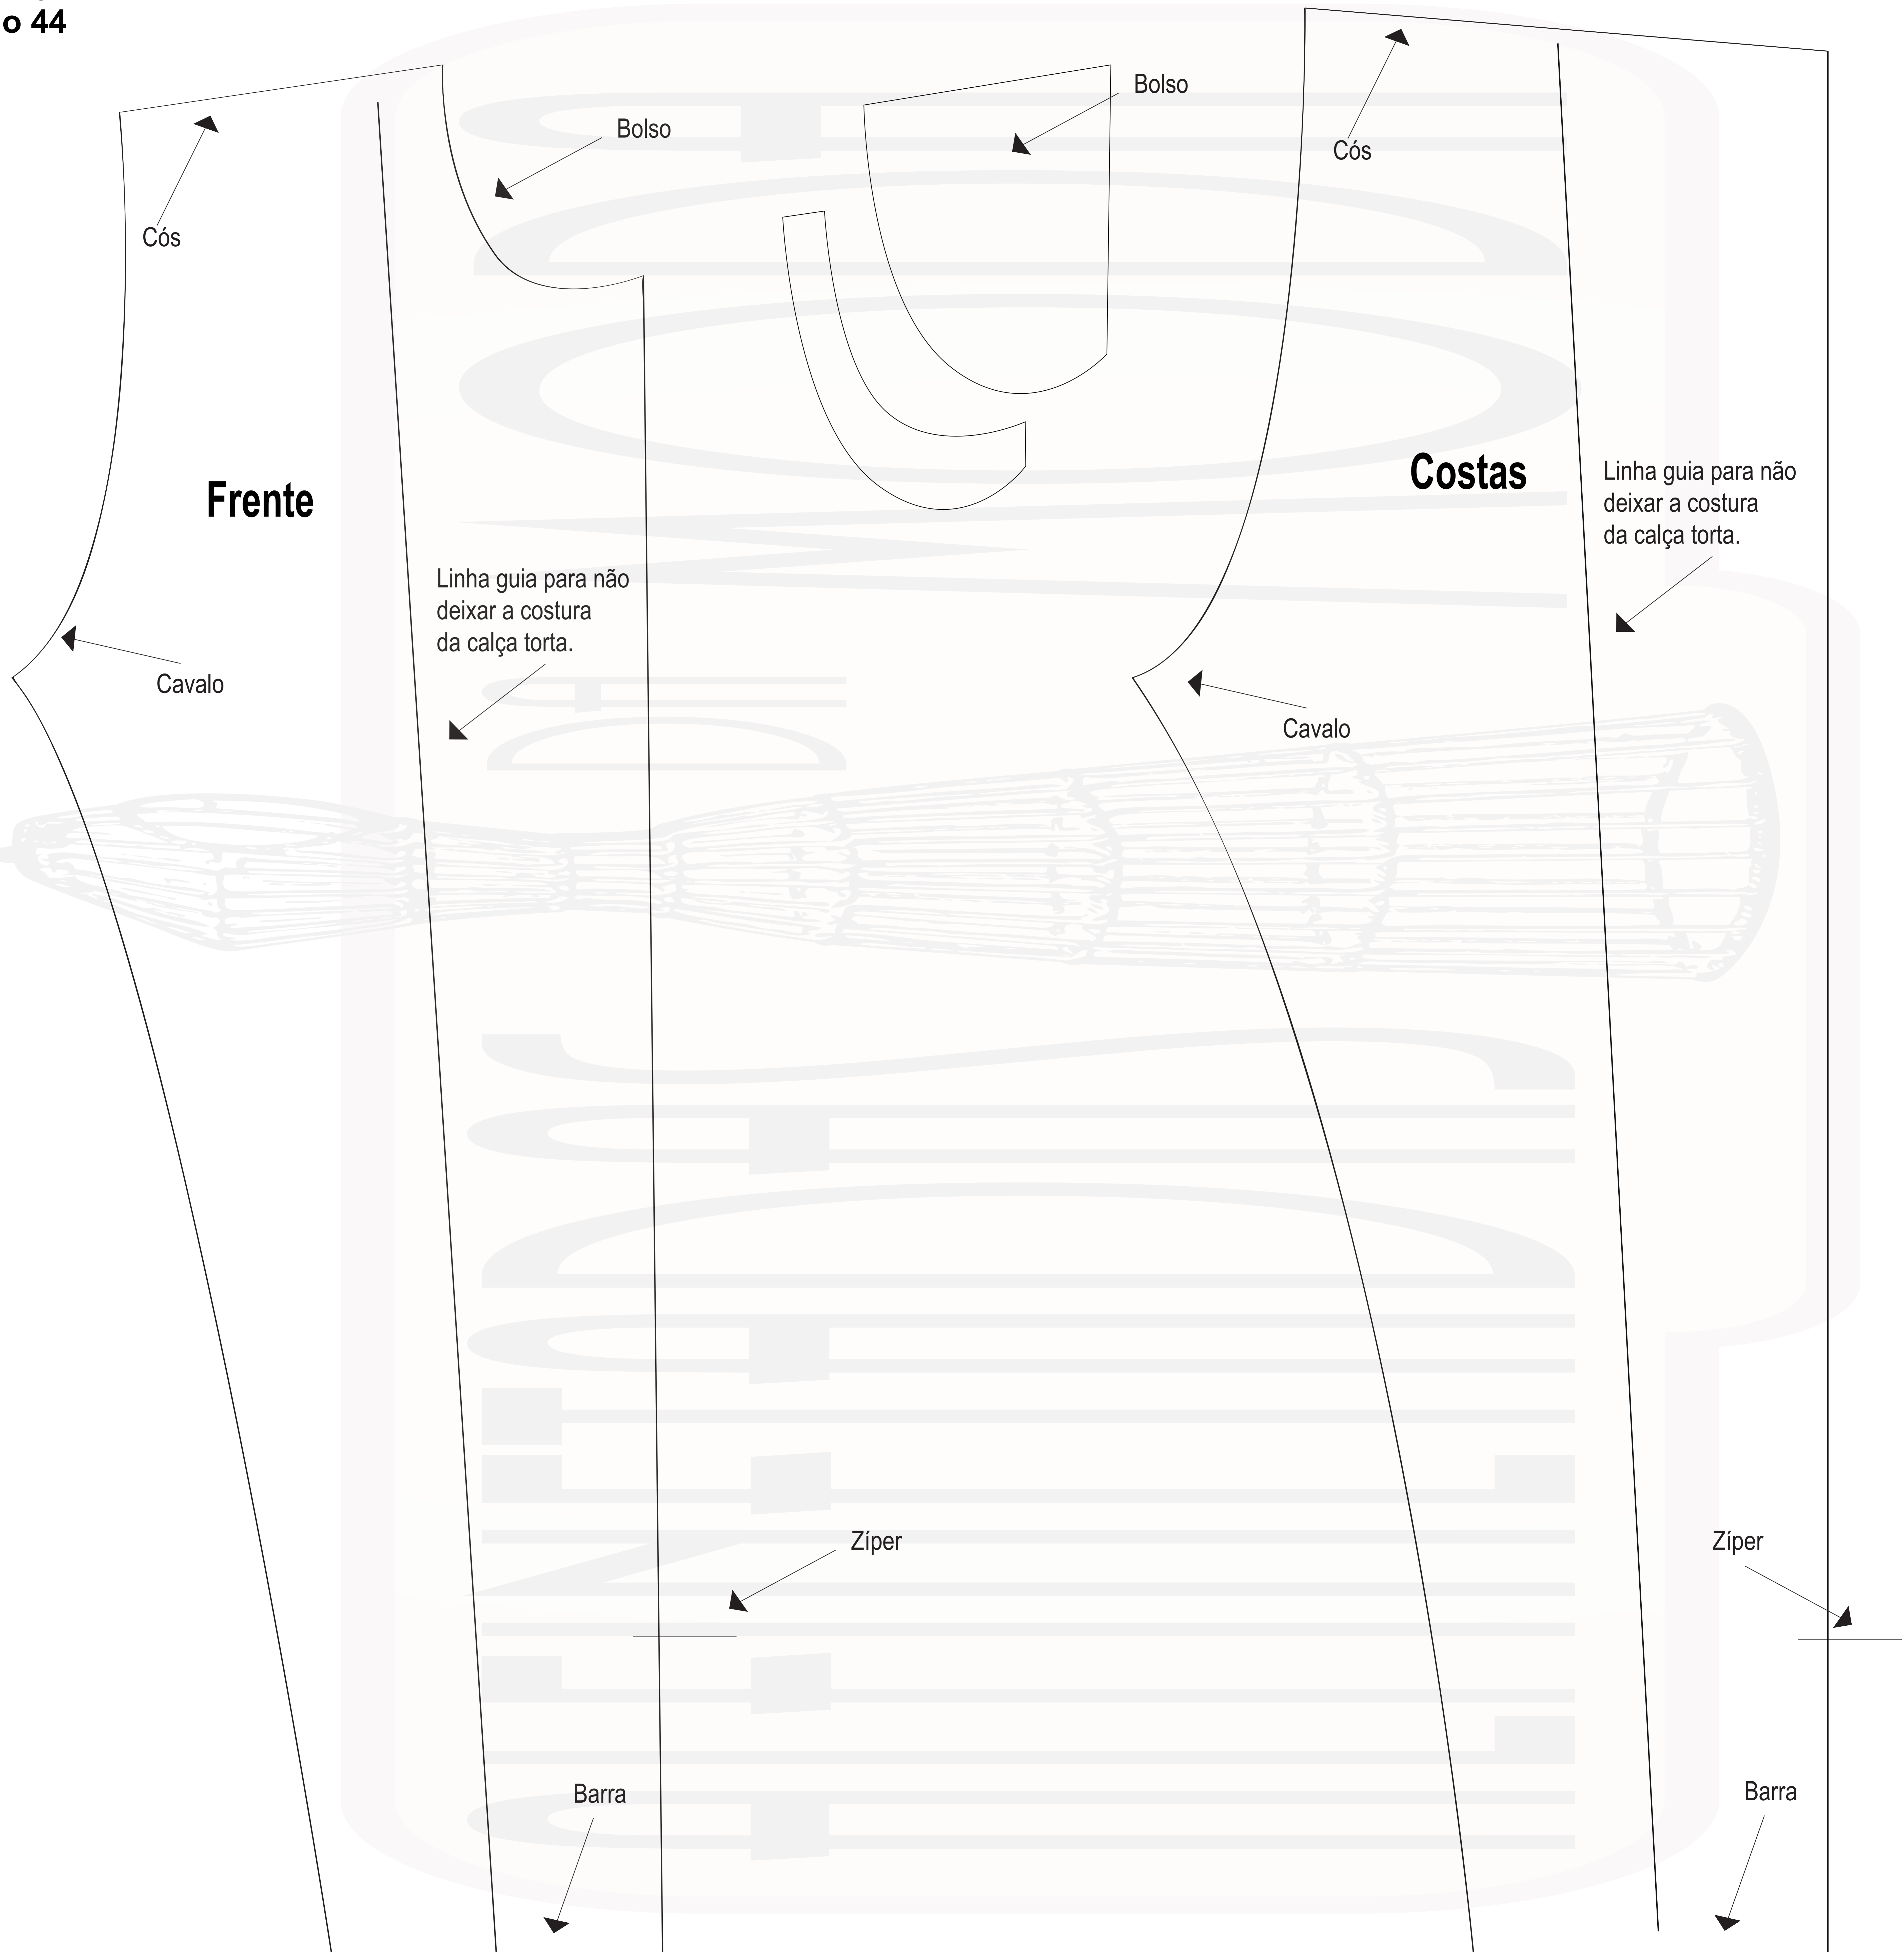 o 44
Bolso
Cós
Bolso
Cós
Frente
Costas
Linha guia para não
deixar a costura
da calça torta.
Linha guia para não
deixar a costura
da calça torta.
Cavalo
Cavalo
Zíper
Zíper
Barra
Barra